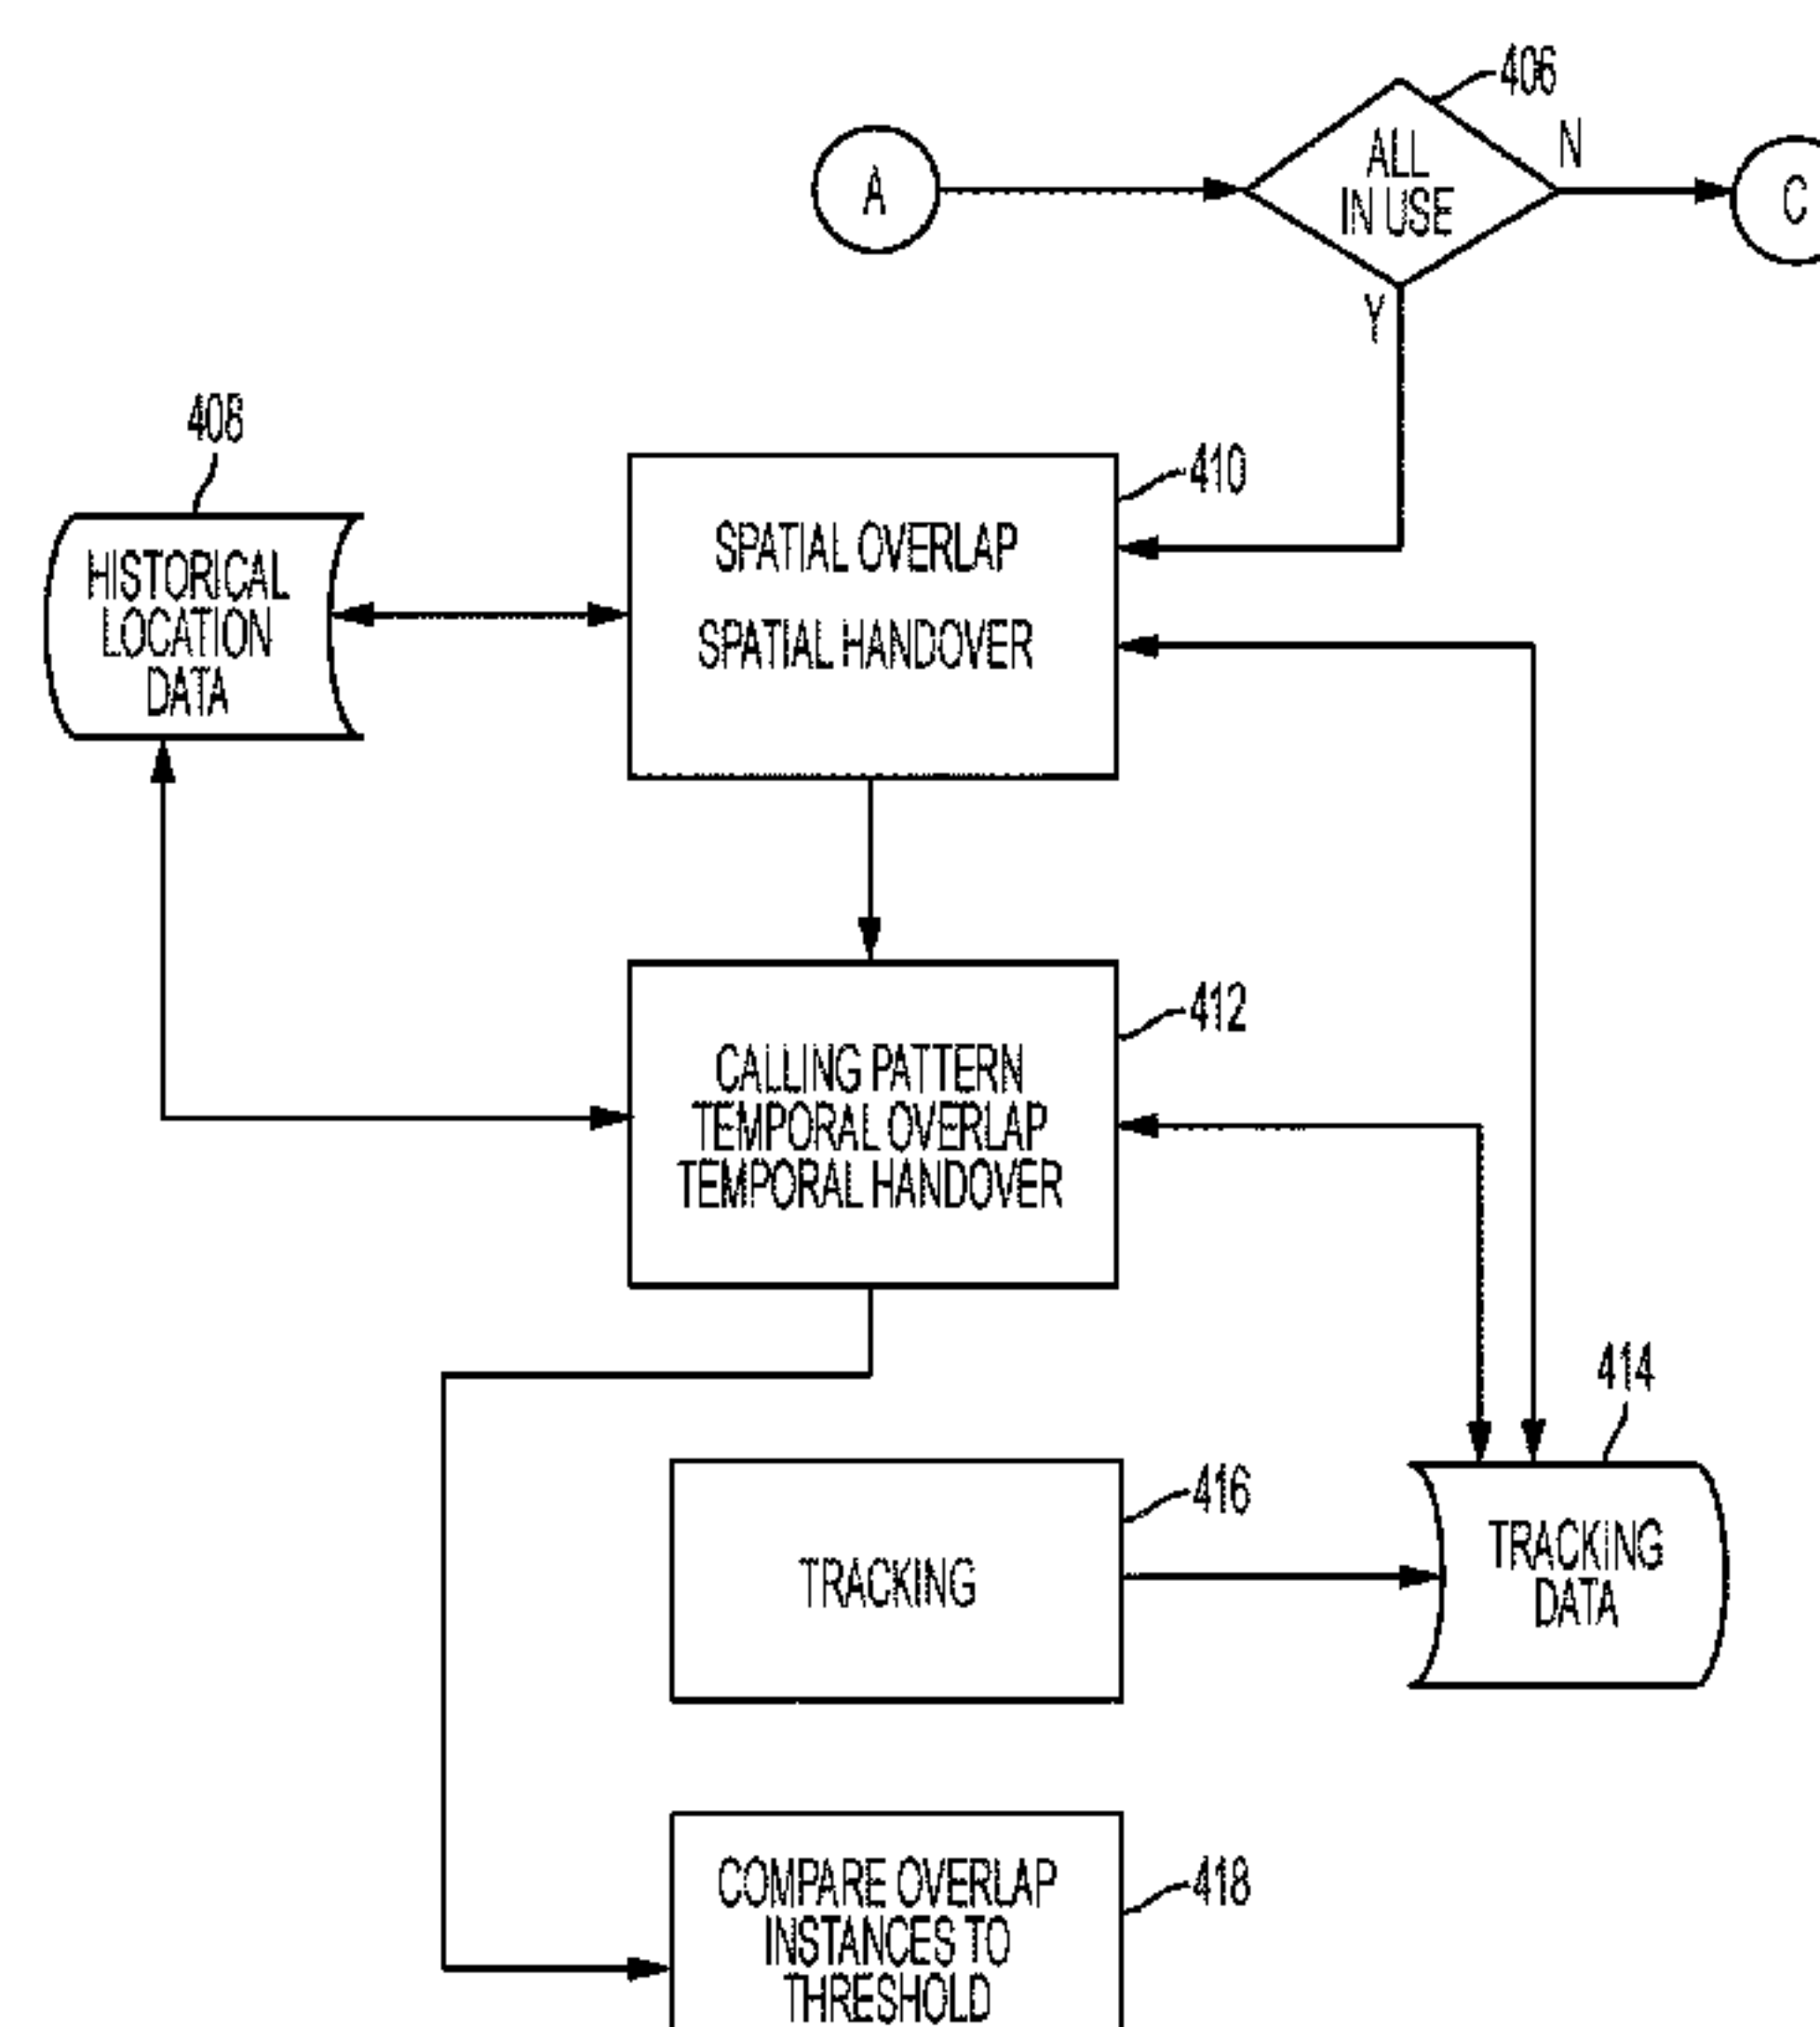 406
A
ALL
IN USE
N
C
Y
408
HISTORICAL
LOCATION
DATA
410
SPATIAL OVERLAP
SPATIAL HANDOVER
412
CALLING PATTERN
TEMPORAL OVERLAP
TEMPORAL HANDOVER
414
TRACKING
DATA
416
TRACKING
418
COMPARE OVERLAP
INSTANCES TO
THRESHOLD